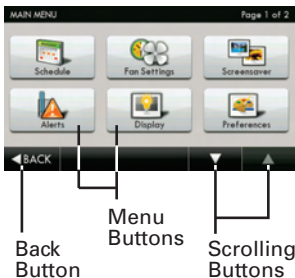 MAIN MENU Page 1 of 2
Schedule Fan Settings Screensaver
Alerts Display Preferences
BACK
Menu
Buttons
Back
Button
Scrolling
Buttons